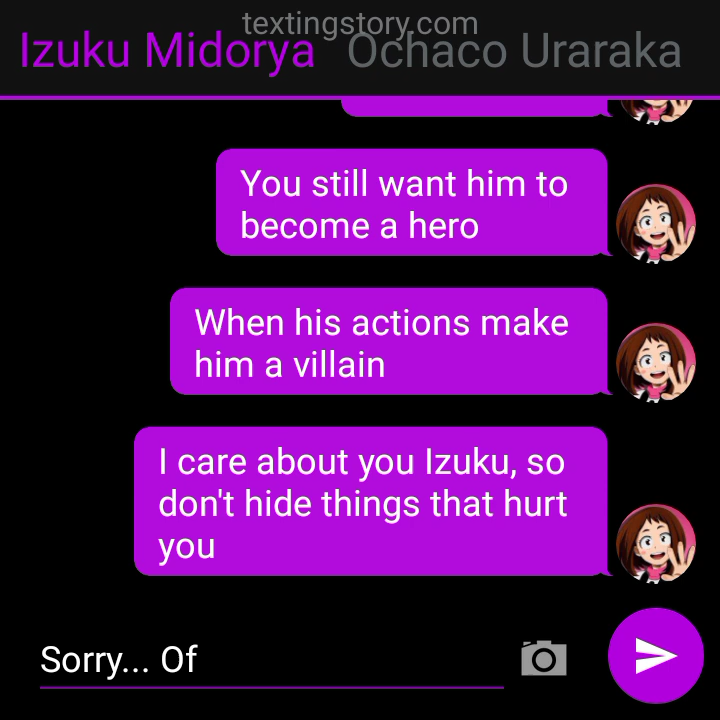 textingstory.com
Izuku Midorya Ochaco Uraraka
You still want him to
become a hero
When his actions make
him a villain
I care about you Izuku, so
don't hide things that hurt
you
Sorry... Of